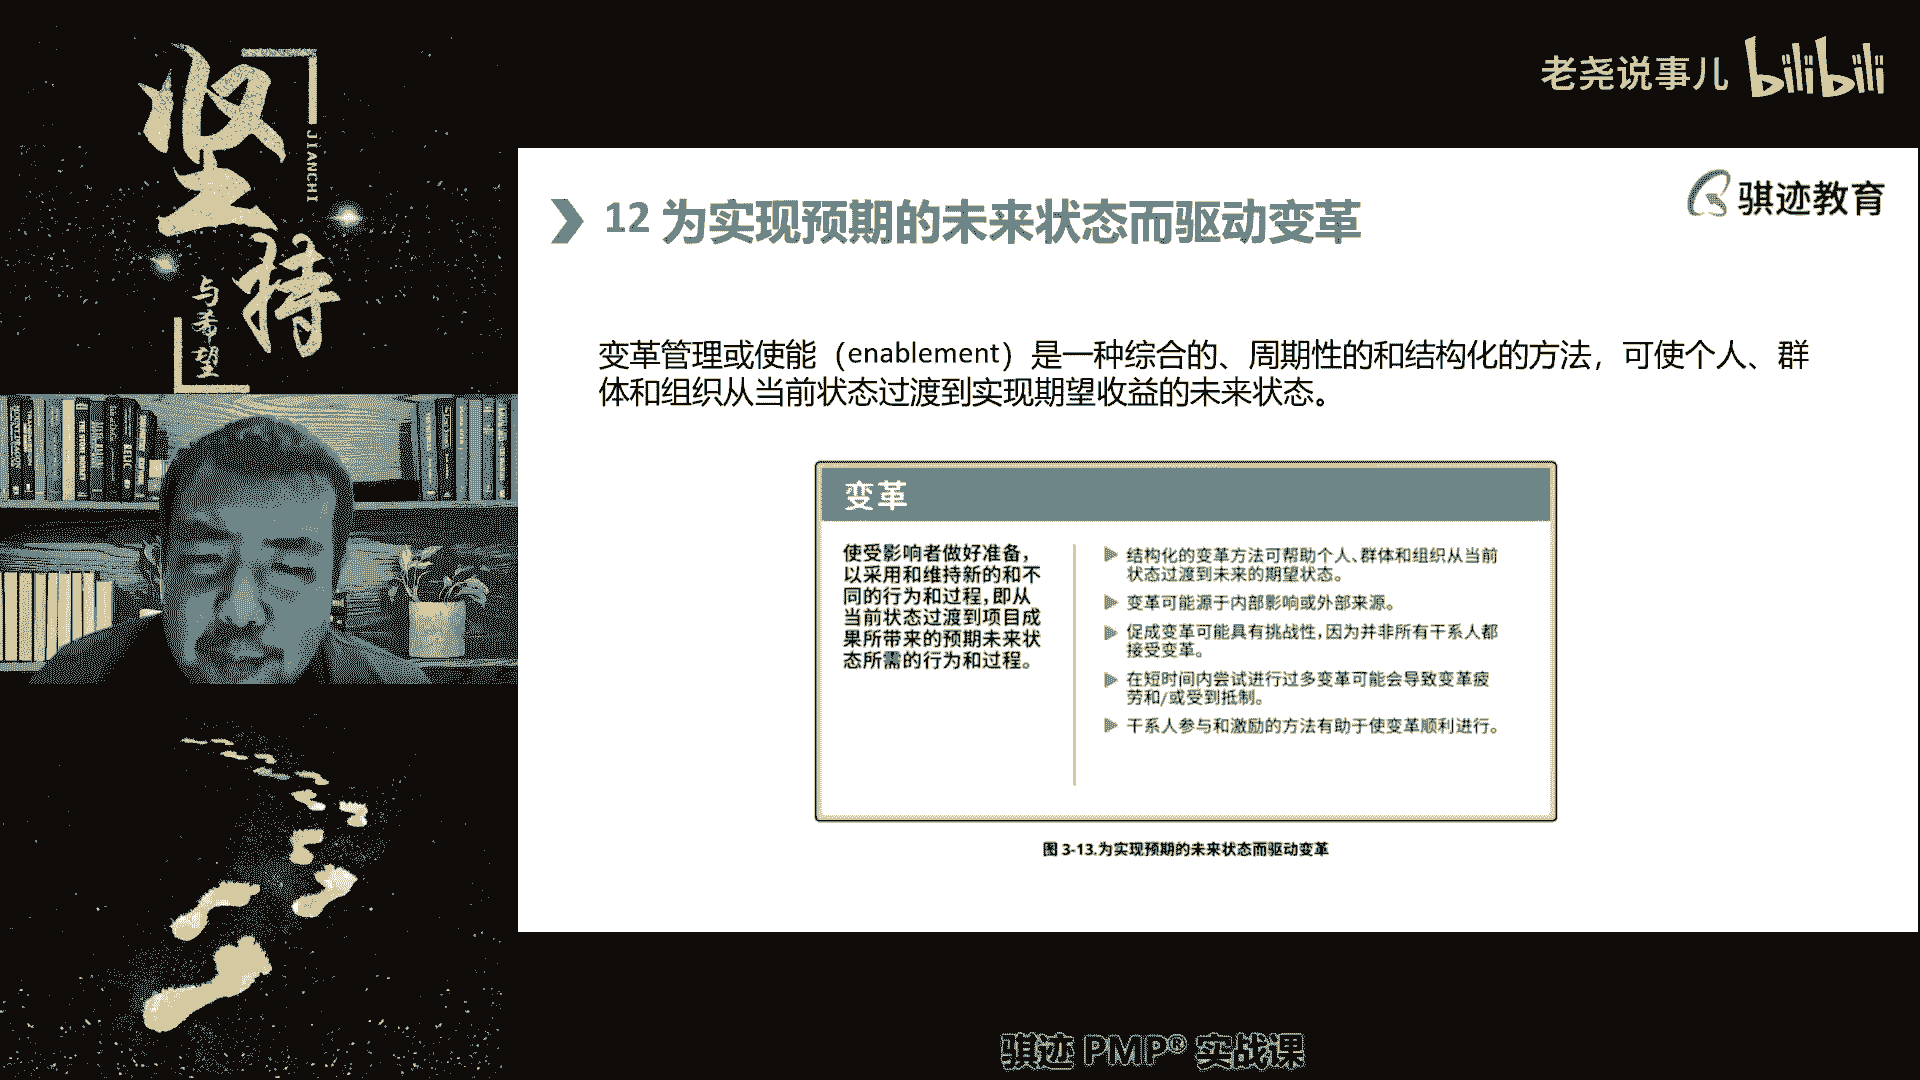 坚持
JIANCHI
与希望
老尧说事儿 bilibili
骐迹教育
12 为实现预期的未来状态而驱动变革
变革管理或使能（enablement）是一种综合的、周期性的和结构化的方法，可使个人、群
体和组织从当前状态过渡到实现期望收益的未来状态。
变革
使受影响者做好准备，
以采用和维持新的和不
同的行为和过程，即从
当前状态过渡到项目成
果所带来的预期未来状
态所需的行为和过程。
结构化的变革方法可帮助个人、群体和组织从当前
状态过渡到未来的期望状态。
变革可能源于内部影响或外部来源。
促成变革可能具有挑战性，因为并非所有干系人都
接受变革。
在短时间内尝试进行过多变革可能会导致变革疲
劳和/或受到抵制。
干系人参与和激励的方法有助于使变革顺利进行。
图 3-13.为实现预期的未来状态而驱动变革
骐迹 PMP® 实战课